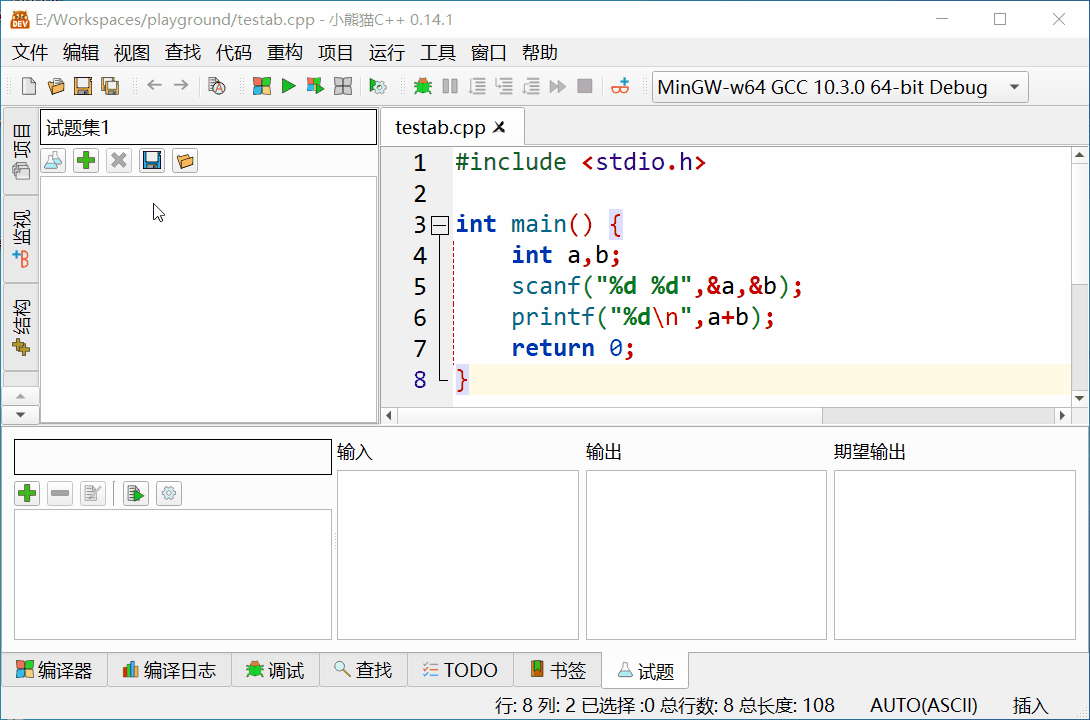 E:/Workspaces/playground/testab.cpp - 小熊猫C++ 0.14.1
文件 编辑 视图 查找 代码 重构 项目 运行 工具 窗口 帮助
MinGW-w64 GCC 10.3.0 64-bit Debug
项目
监视
结构
试题集1
testab.cpp
1 #include <stdio.h>
2
3 int main() {
4 int a,b;
5 scanf("%d %d",&a,&b);
6 printf("%d\n",a+b);
7 return 0;
8 }
输入 输出 期望输出
编译器 编译日志 调试 查找 TODO 书签 试题
行: 8 列: 2 已选择 :0 总行数: 8 总长度: 108 AUTO(ASCII) 插入